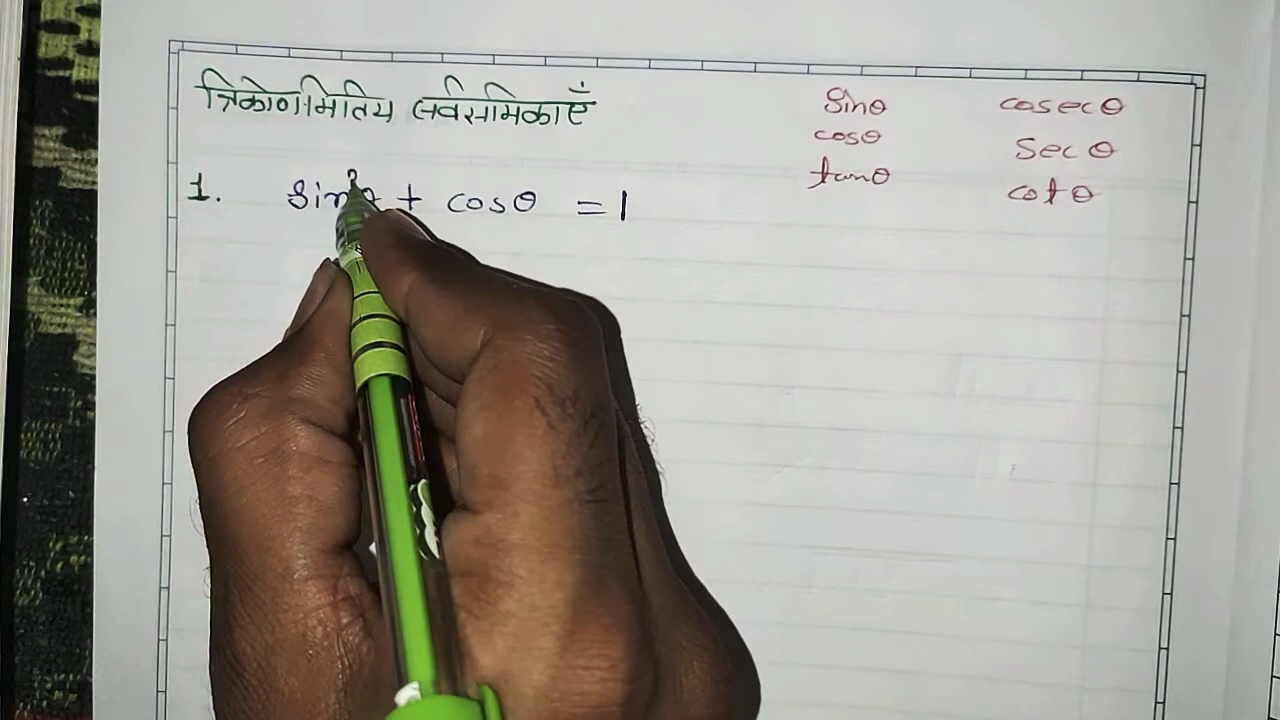 त्रिकोणमितिय सर्वसमिकाएँ
1. sin²θ + cosθ = 1
sinθ cosecθ
cosθ secθ
tanθ cotθ